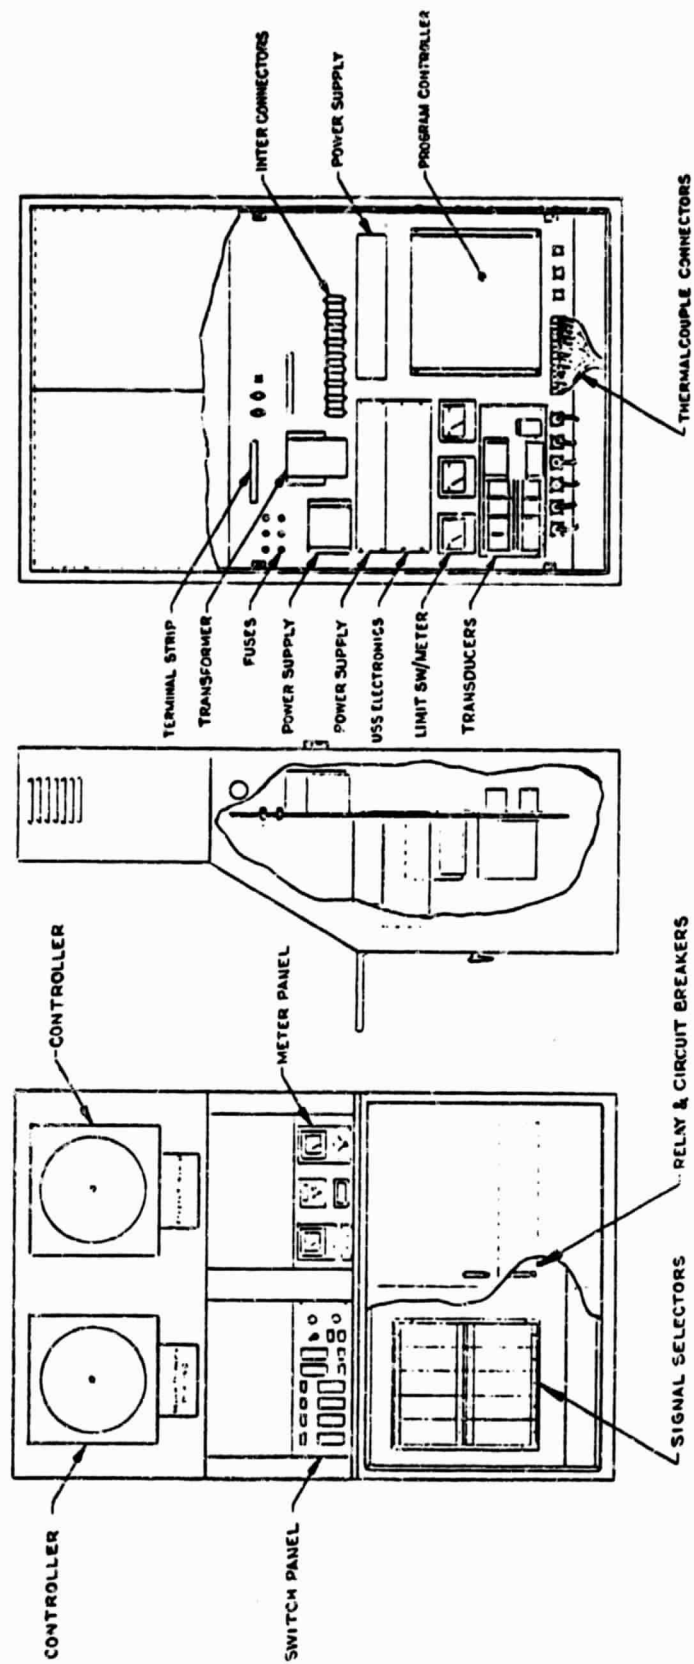 CONTROLLER
CONTROLLER
SWITCH PANEL
METER PANEL
SIGNAL SELECTORS
RELAY & CIRCUIT BREAKERS
TERMINAL STRIP
TRANSFORMER
FUSES
POWER SUPPLY
POWER SUPPLY
USS ELECTRONICS
LIMIT SW/METER
TRANSDUCERS
INTER CONNECTORS
POWER SUPPLY
PROGRAM CONTROLLER
THERMALCOUPLE CONNECTORS